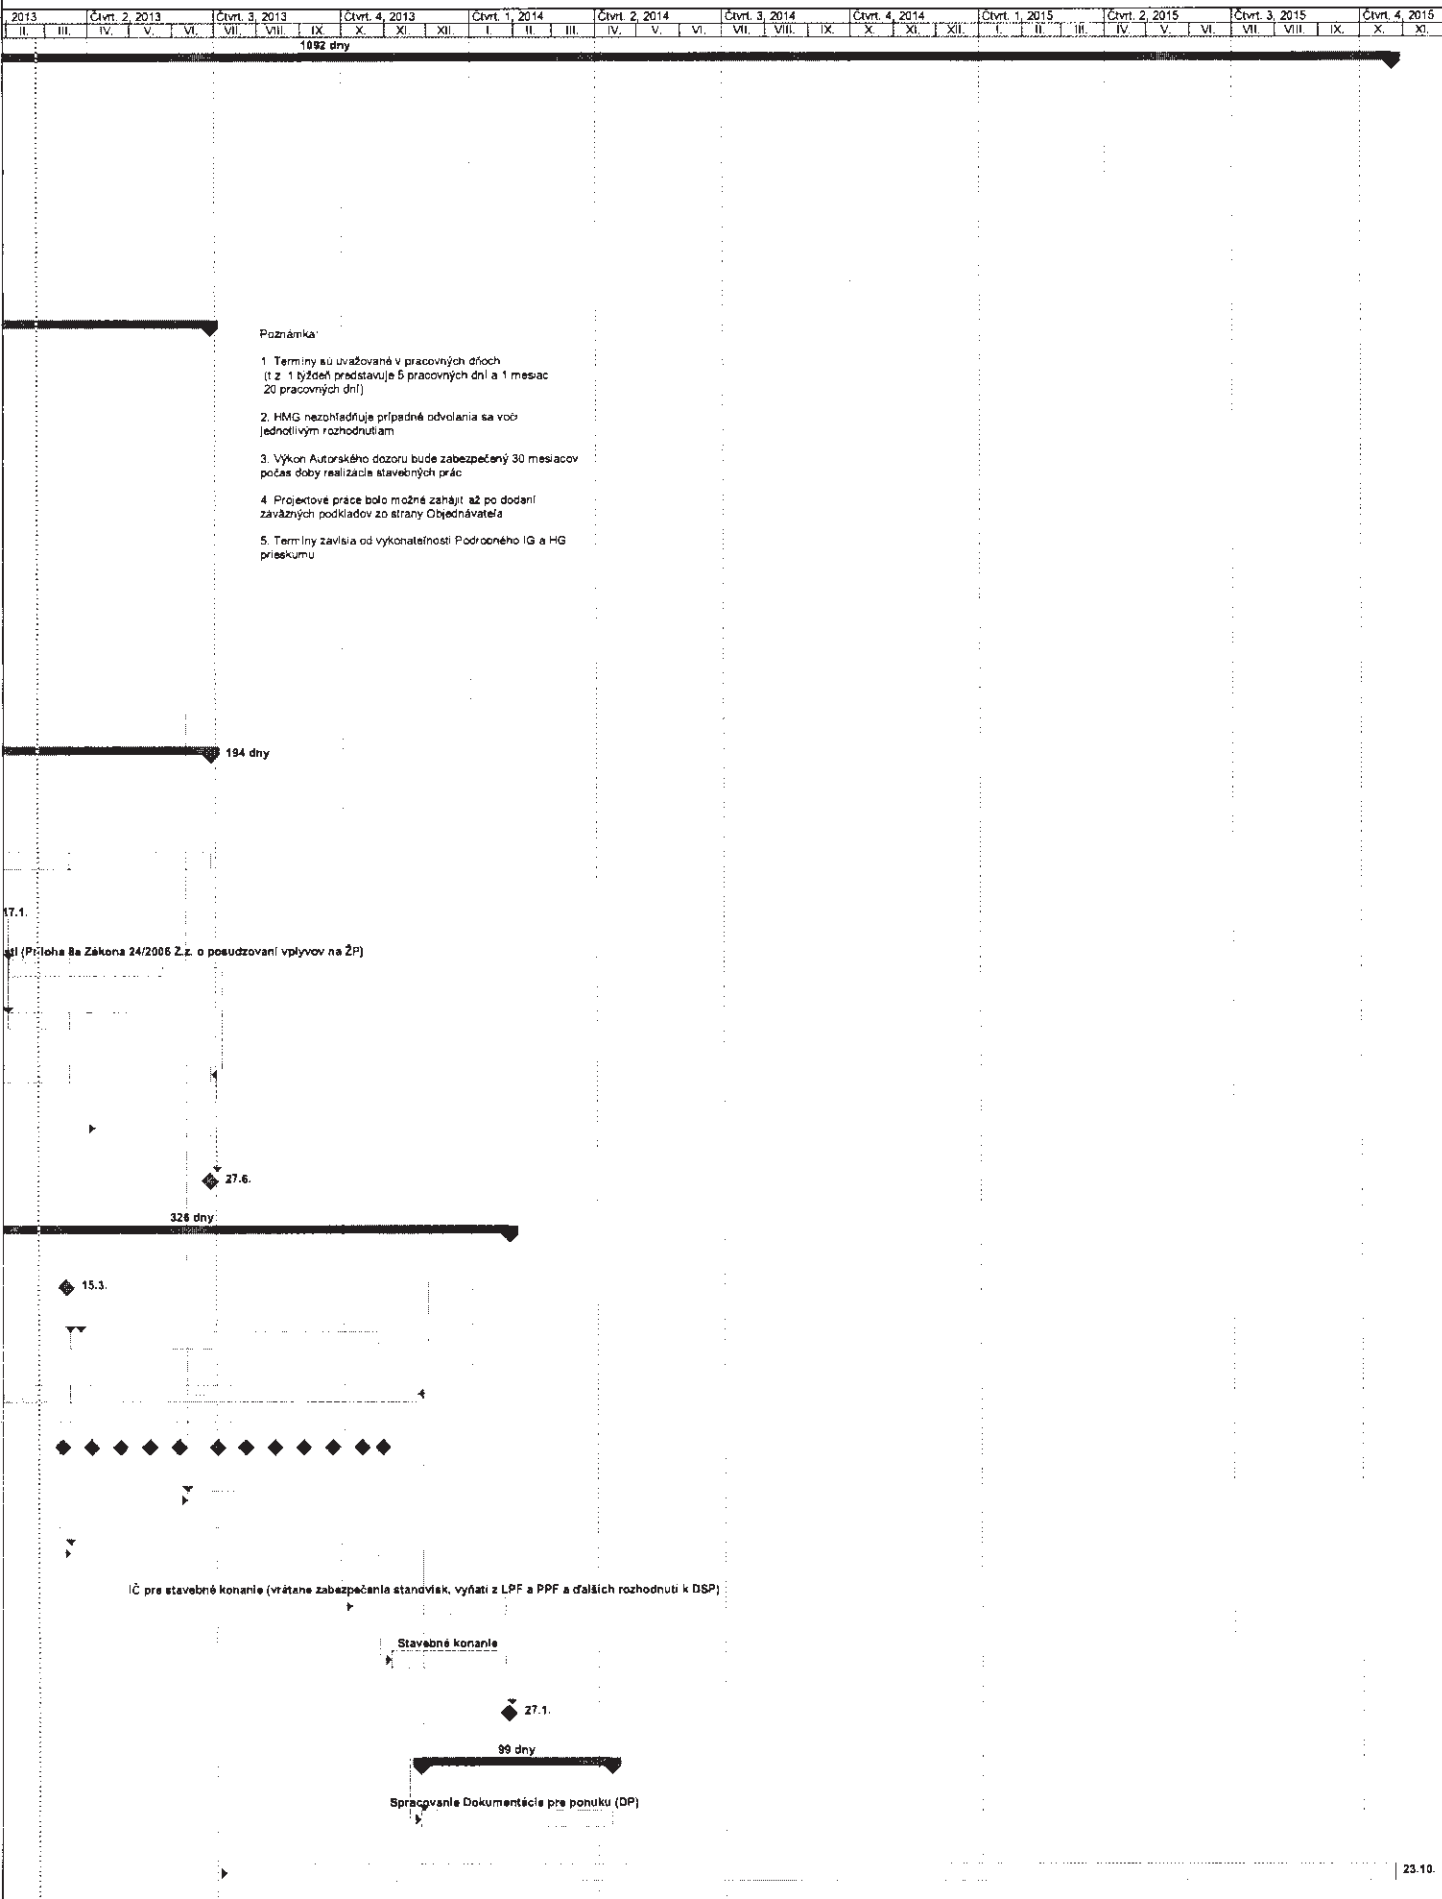 2013 Čtvrt. 2, 2013 Čtvrt. 3, 2013 Čtvrt. 4, 2013 Čtvrt. 1, 2014 Čtvrt. 2, 2014 Čtvrt. 3, 2014 Čtvrt. 4, 2014 Čtvrt. 1, 2015 Čtvrt. 2, 2015 Čtvrt. 3, 2015 Čtvrt. 4, 2015
II. III. IV. V. VI. VII. VIII. IX. X. XI. XII. I. II. III. IV. V. VI. VII. VIII. IX. X. XI. XII. I. II. III. IV. V. VI. VII. VIII. IX. X. XI.
1092 dny
Poznámka:
1 Termíny sú uvažované v pracovných dňoch
(t z 1 týždeň predstavuje 5 pracovných dní a 1 mesiac
20 pracovných dní)
2. HMG nezohľadňuje prípadné odvolania sa voči
jednotlivým rozhodnutiam
3. Výkon Autorského dozoru bude zabezpečený 30 mesiacov
počas doby realizácie stavebných prác
4 Projektové práce bolo možné zahájiť až po dodaní
záväzných podkladov zo strany Objednávateľa
5. Termíny závisia od vykonateľnosti Podrobného IG a HG
prieskumu
194 dny
17.1.
(Príloha 8a Zákona 24/2006 Z.z. o posudzovaní vplyvov na ŽP)
27.6.
326 dny
15.3.
IČ pre stavebné konanie (vrátane zabezpečenia stanovísk, vyňatí z LPF a PPF a ďalších rozhodnutí k DSP)
Stavebné konanie
27.1.
99 dny
Spracovanie Dokumentácie pre ponuku (DP)
23.10.